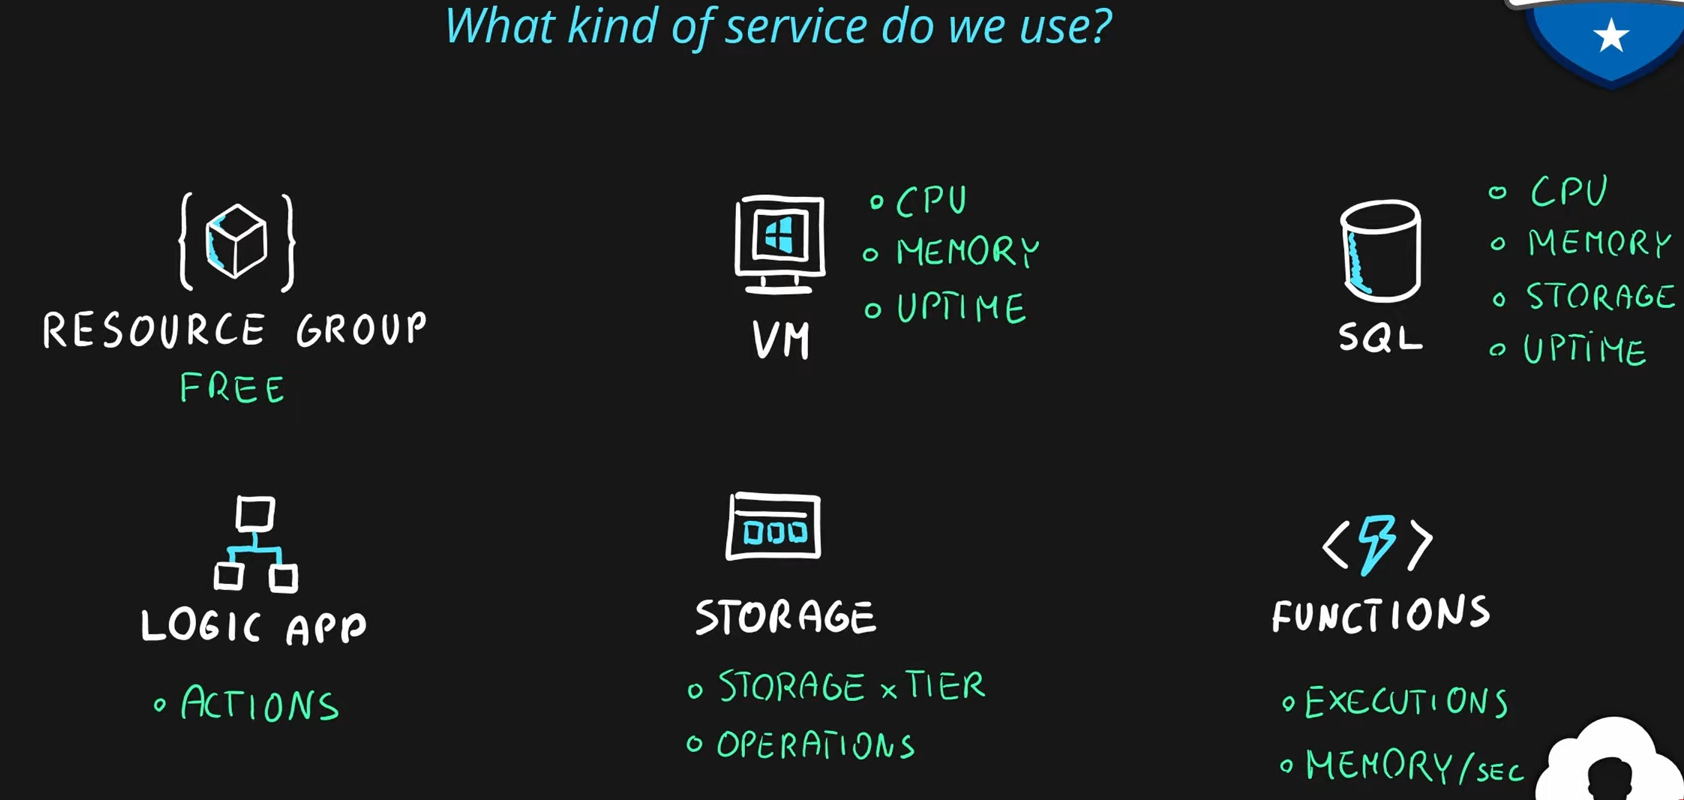 What kind of service do we use?
RESOURCE GROUP
FREE
VM
○ CPU
○ MEMORY
○ UPTIME
SQL
○ CPU
○ MEMORY
○ STORAGE
○ UPTIME
LOGIC APP
○ ACTIONS
STORAGE
○ STORAGE x TIER
○ OPERATIONS
FUNCTIONS
○ EXECUTIONS
○ MEMORY/SEC